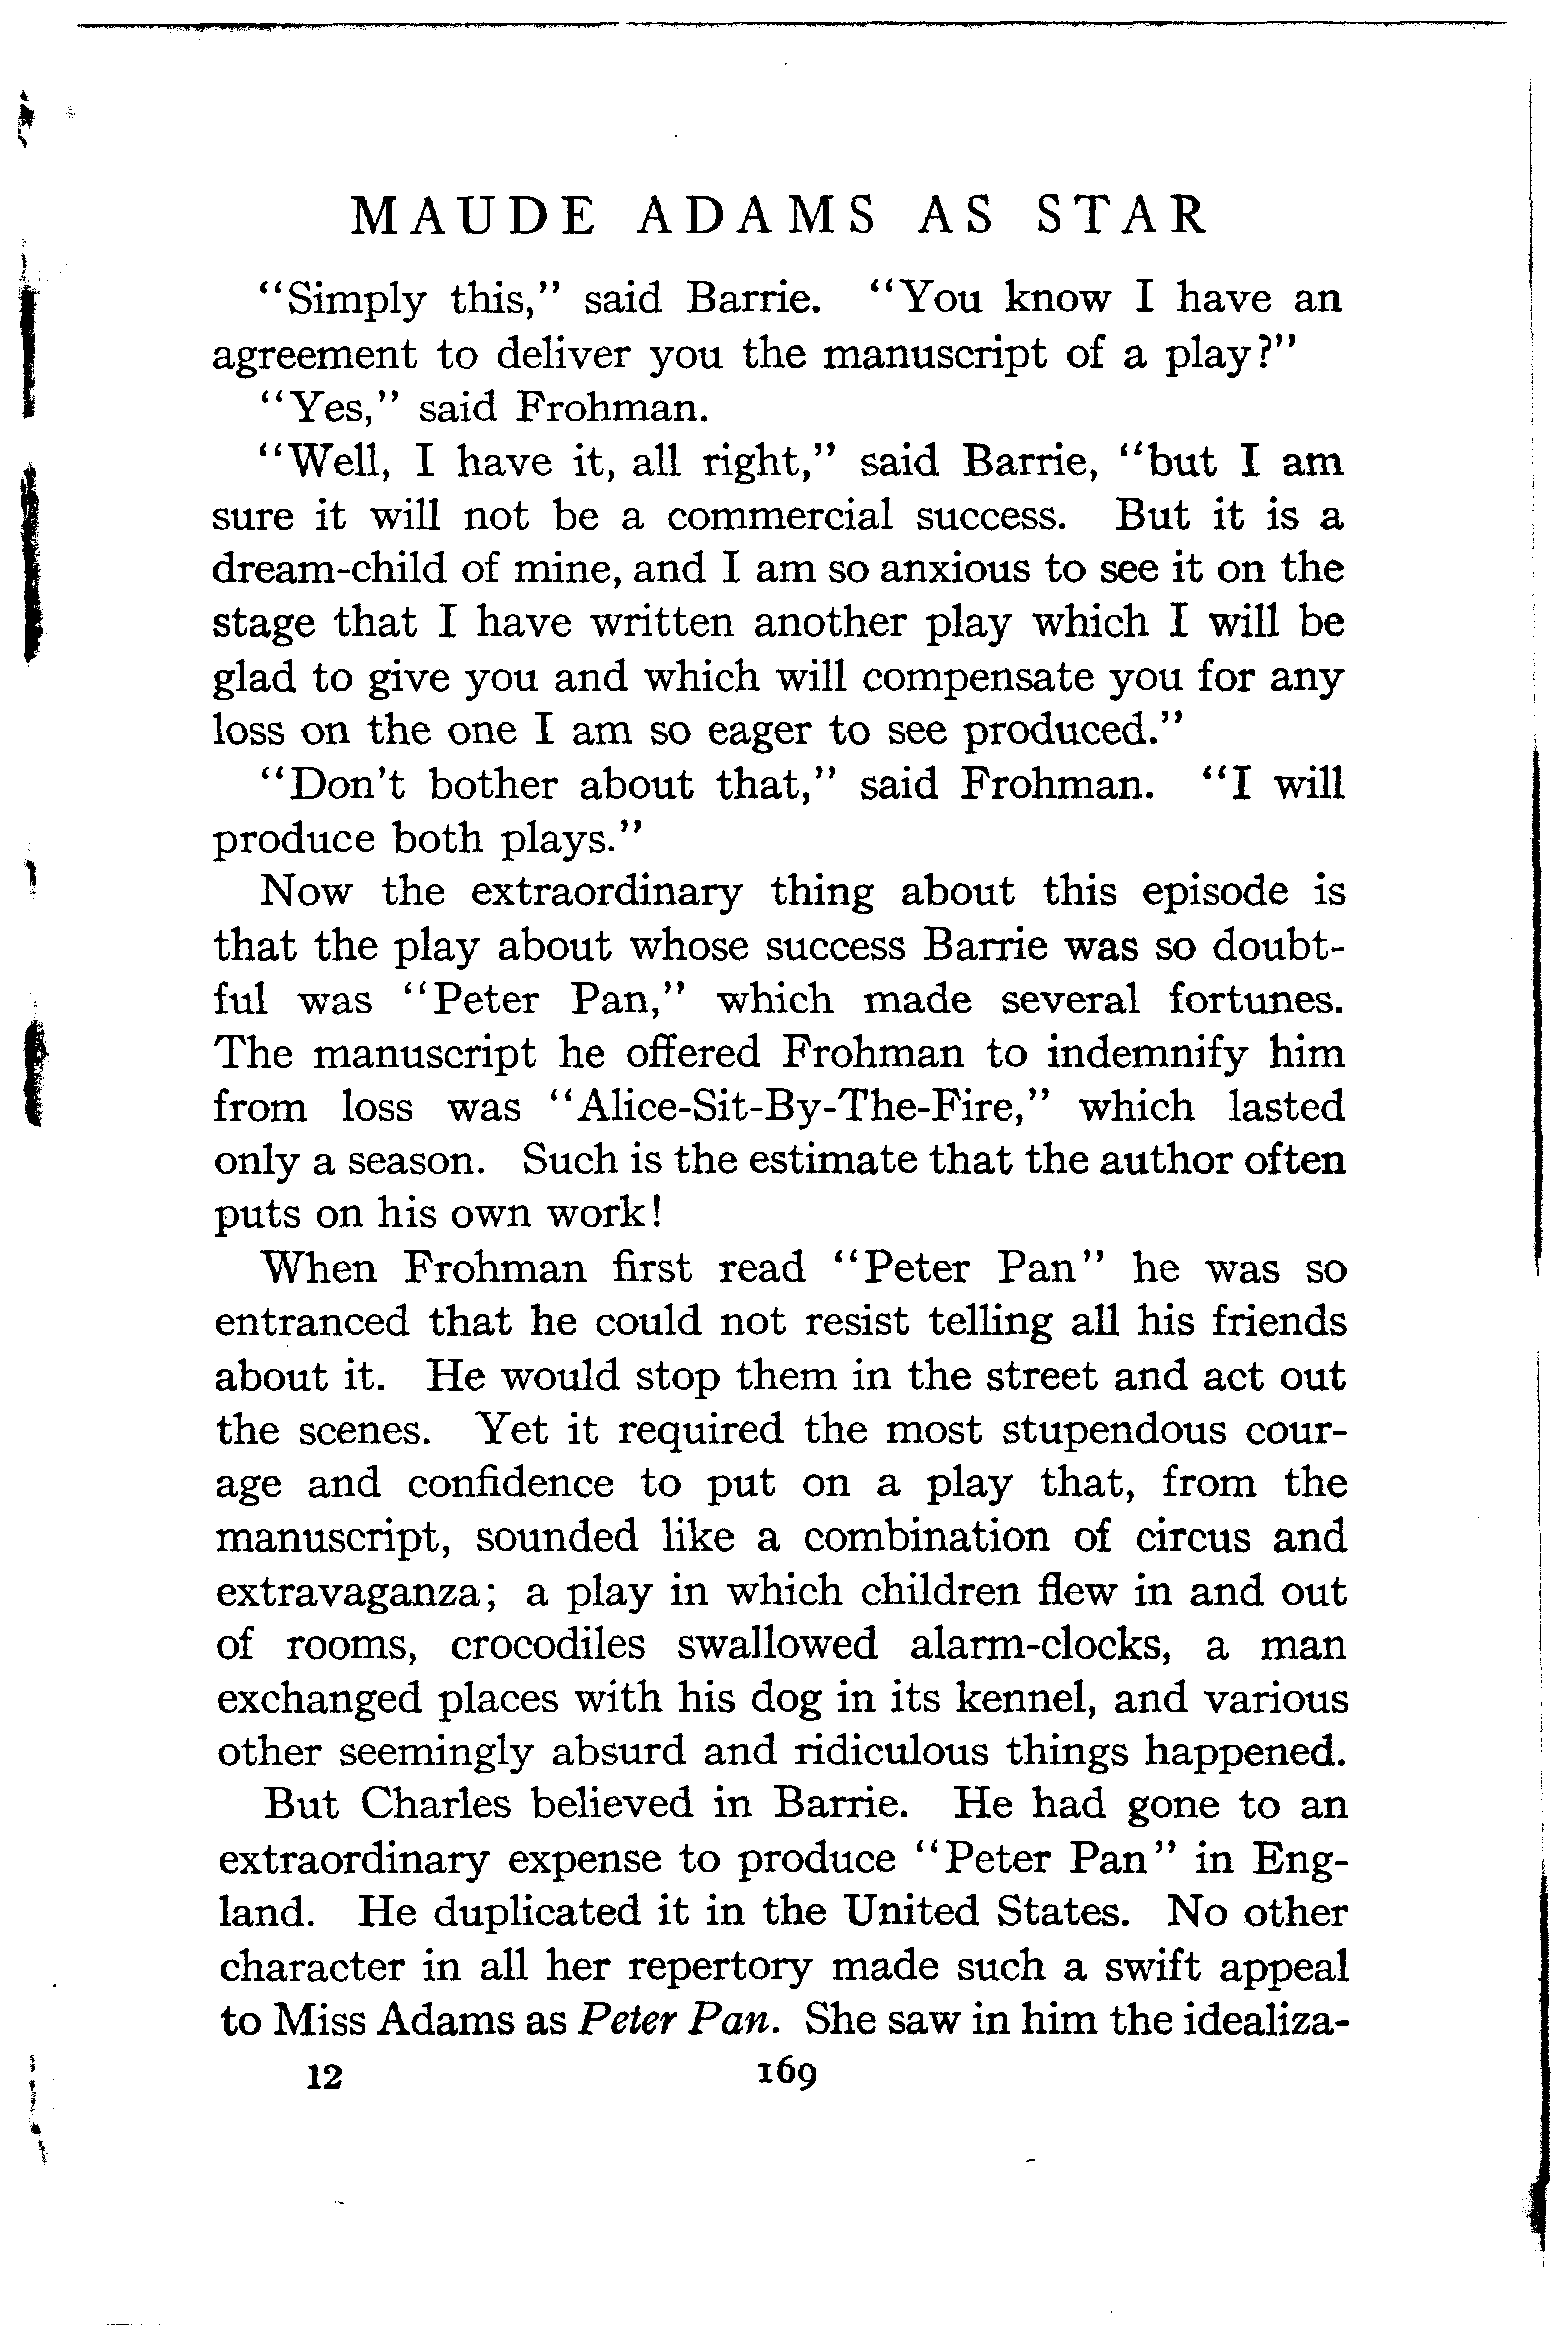 MAUDE ADAMS AS STAR
"Simply this," said Barrie. "You know I have an
agreement to deliver you the manuscript of a play?"
"Yes," said Frohman.
"Well, I have it, all right," said Barrie, "but I am
sure it will not be a commercial success. But it is a
dream-child of mine, and I am so anxious to see it on the
stage that I have written another play which I will be
glad to give you and which will compensate you for any
loss on the one I am so eager to see produced."
"Don't bother about that," said Frohman. "I will
produce both plays."
Now the extraordinary thing about this episode is
that the play about whose success Barrie was so doubt-
ful was "Peter Pan," which made several fortunes.
The manuscript he offered Frohman to indemnify him
from loss was "Alice-Sit-By-The-Fire," which lasted
only a season. Such is the estimate that the author often
puts on his own work!
When Frohman first read "Peter Pan" he was so
entranced that he could not resist telling all his friends
about it. He would stop them in the street and act out
the scenes. Yet it required the most stupendous cour-
age and confidence to put on a play that, from the
manuscript, sounded like a combination of circus and
extravaganza; a play in which children flew in and out
of rooms, crocodiles swallowed alarm-clocks, a man
exchanged places with his dog in its kennel, and various
other seemingly absurd and ridiculous things happened.
But Charles believed in Barrie. He had gone to an
extraordinary expense to produce "Peter Pan" in Eng-
land. He duplicated it in the United States. No other
character in all her repertory made such a swift appeal
to Miss Adams as Peter Pan. She saw in him the idealiza-
12 169